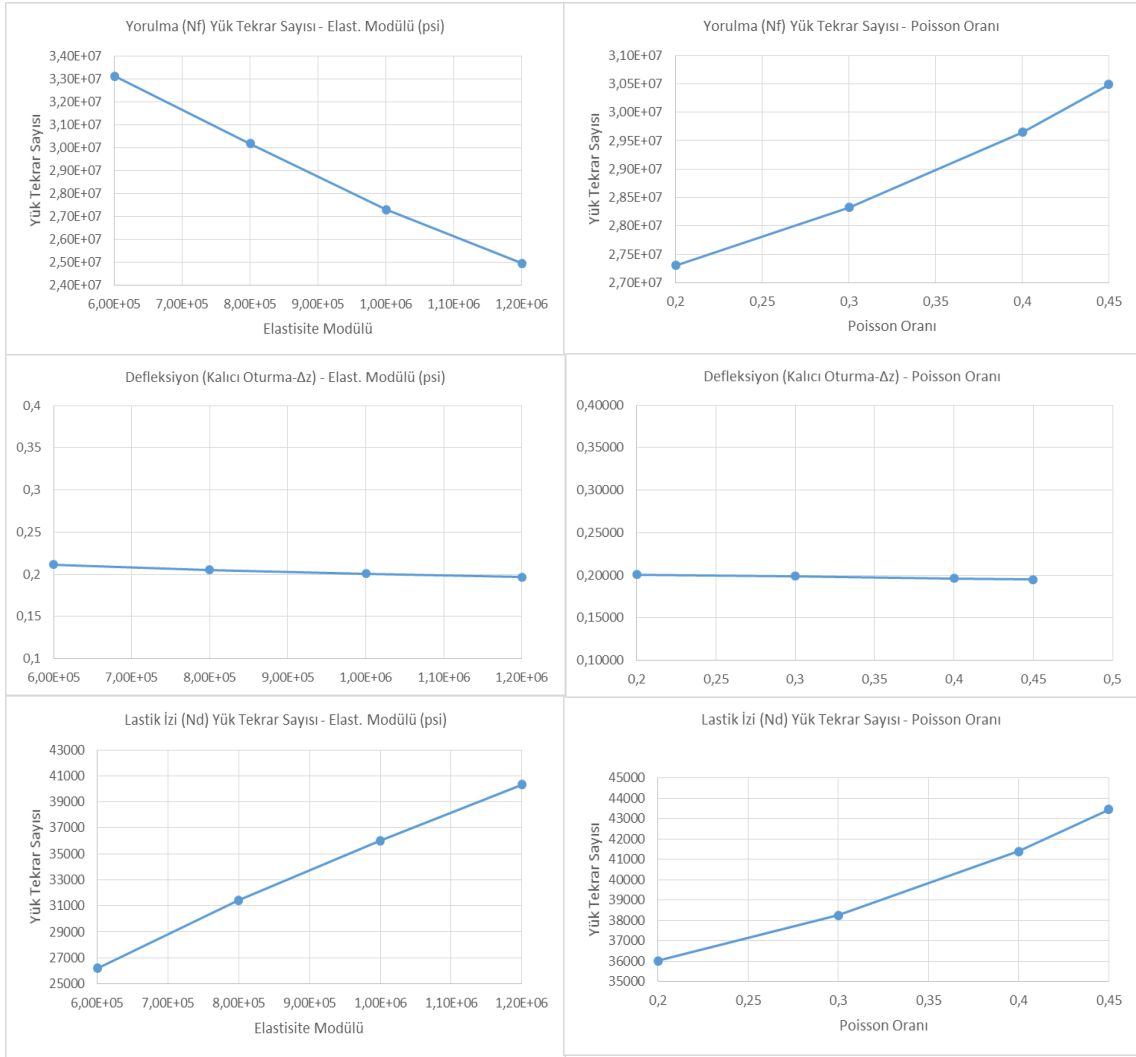 Yorulma (Nf) Yük Tekrar Sayısı - Elast. Modülü (psi)
Yük Tekrar Sayısı
3,40E+07
3,30E+07
3,20E+07
3,10E+07
3,00E+07
2,90E+07
2,80E+07
2,70E+07
2,60E+07
2,50E+07
2,40E+07
6,00E+05 7,00E+05 8,00E+05 9,00E+05 1,00E+06 1,10E+06 1,20E+06
Elastisite Modülü
Yorulma (Nf) Yük Tekrar Sayısı - Poisson Oranı
Yük Tekrar Sayısı
3,10E+07
3,05E+07
3,00E+07
2,95E+07
2,90E+07
2,85E+07
2,80E+07
2,75E+07
2,70E+07
0,2 0,25 0,3 0,35 0,4 0,45
Poisson Oranı
Defleksiyon (Kalıcı Oturma-Δz) - Elast. Modülü (psi)
0,4
0,35
0,3
0,25
0,2
0,15
0,1
6,00E+05 7,00E+05 8,00E+05 9,00E+05 1,00E+06 1,10E+06 1,20E+06
Defleksiyon (Kalıcı Oturma-Δz) - Poisson Oranı
0,40000
0,35000
0,30000
0,25000
0,20000
0,15000
0,10000
0,2 0,25 0,3 0,35 0,4 0,45 0,5
Lastik İzi (Nd) Yük Tekrar Sayısı - Elast. Modülü (psi)
Yük Tekrar Sayısı
43000
41000
39000
37000
35000
33000
31000
29000
27000
25000
6,00E+05 7,00E+05 8,00E+05 9,00E+05 1,00E+06 1,10E+06 1,20E+06
Elastisite Modülü
Lastik İzi (Nd) Yük Tekrar Sayısı - Poisson Oranı
Yük Tekrar Sayısı
45000
44000
43000
42000
41000
40000
39000
38000
37000
36000
35000
0,2 0,25 0,3 0,35 0,4 0,45
Poisson Oranı